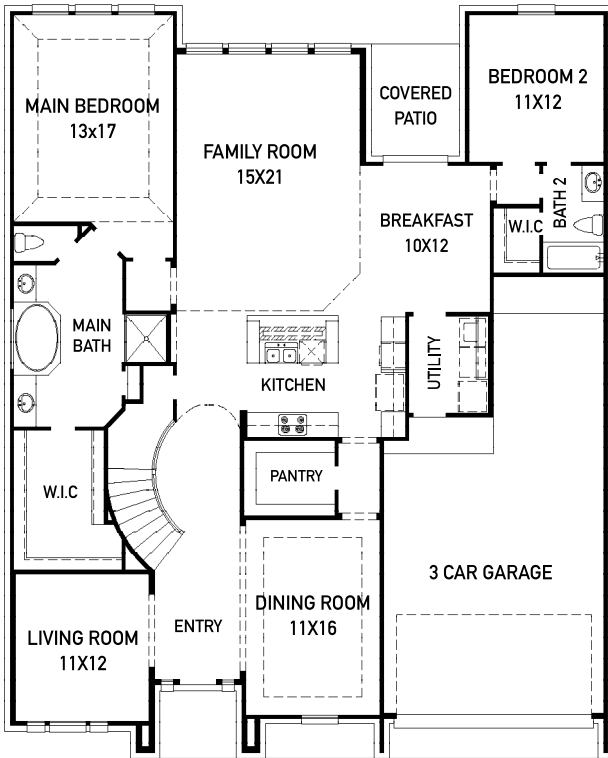 MAIN BEDROOM
13x17
FAMILY ROOM
15X21
COVERED
PATIO
BEDROOM 2
11X12
BREAKFAST
10X12
W.I.C
BATH 2
MAIN
BATH
KITCHEN
UTILITY
W.I.C
PANTRY
3 CAR GARAGE
LIVING ROOM
11X12
ENTRY
DINING ROOM
11X16